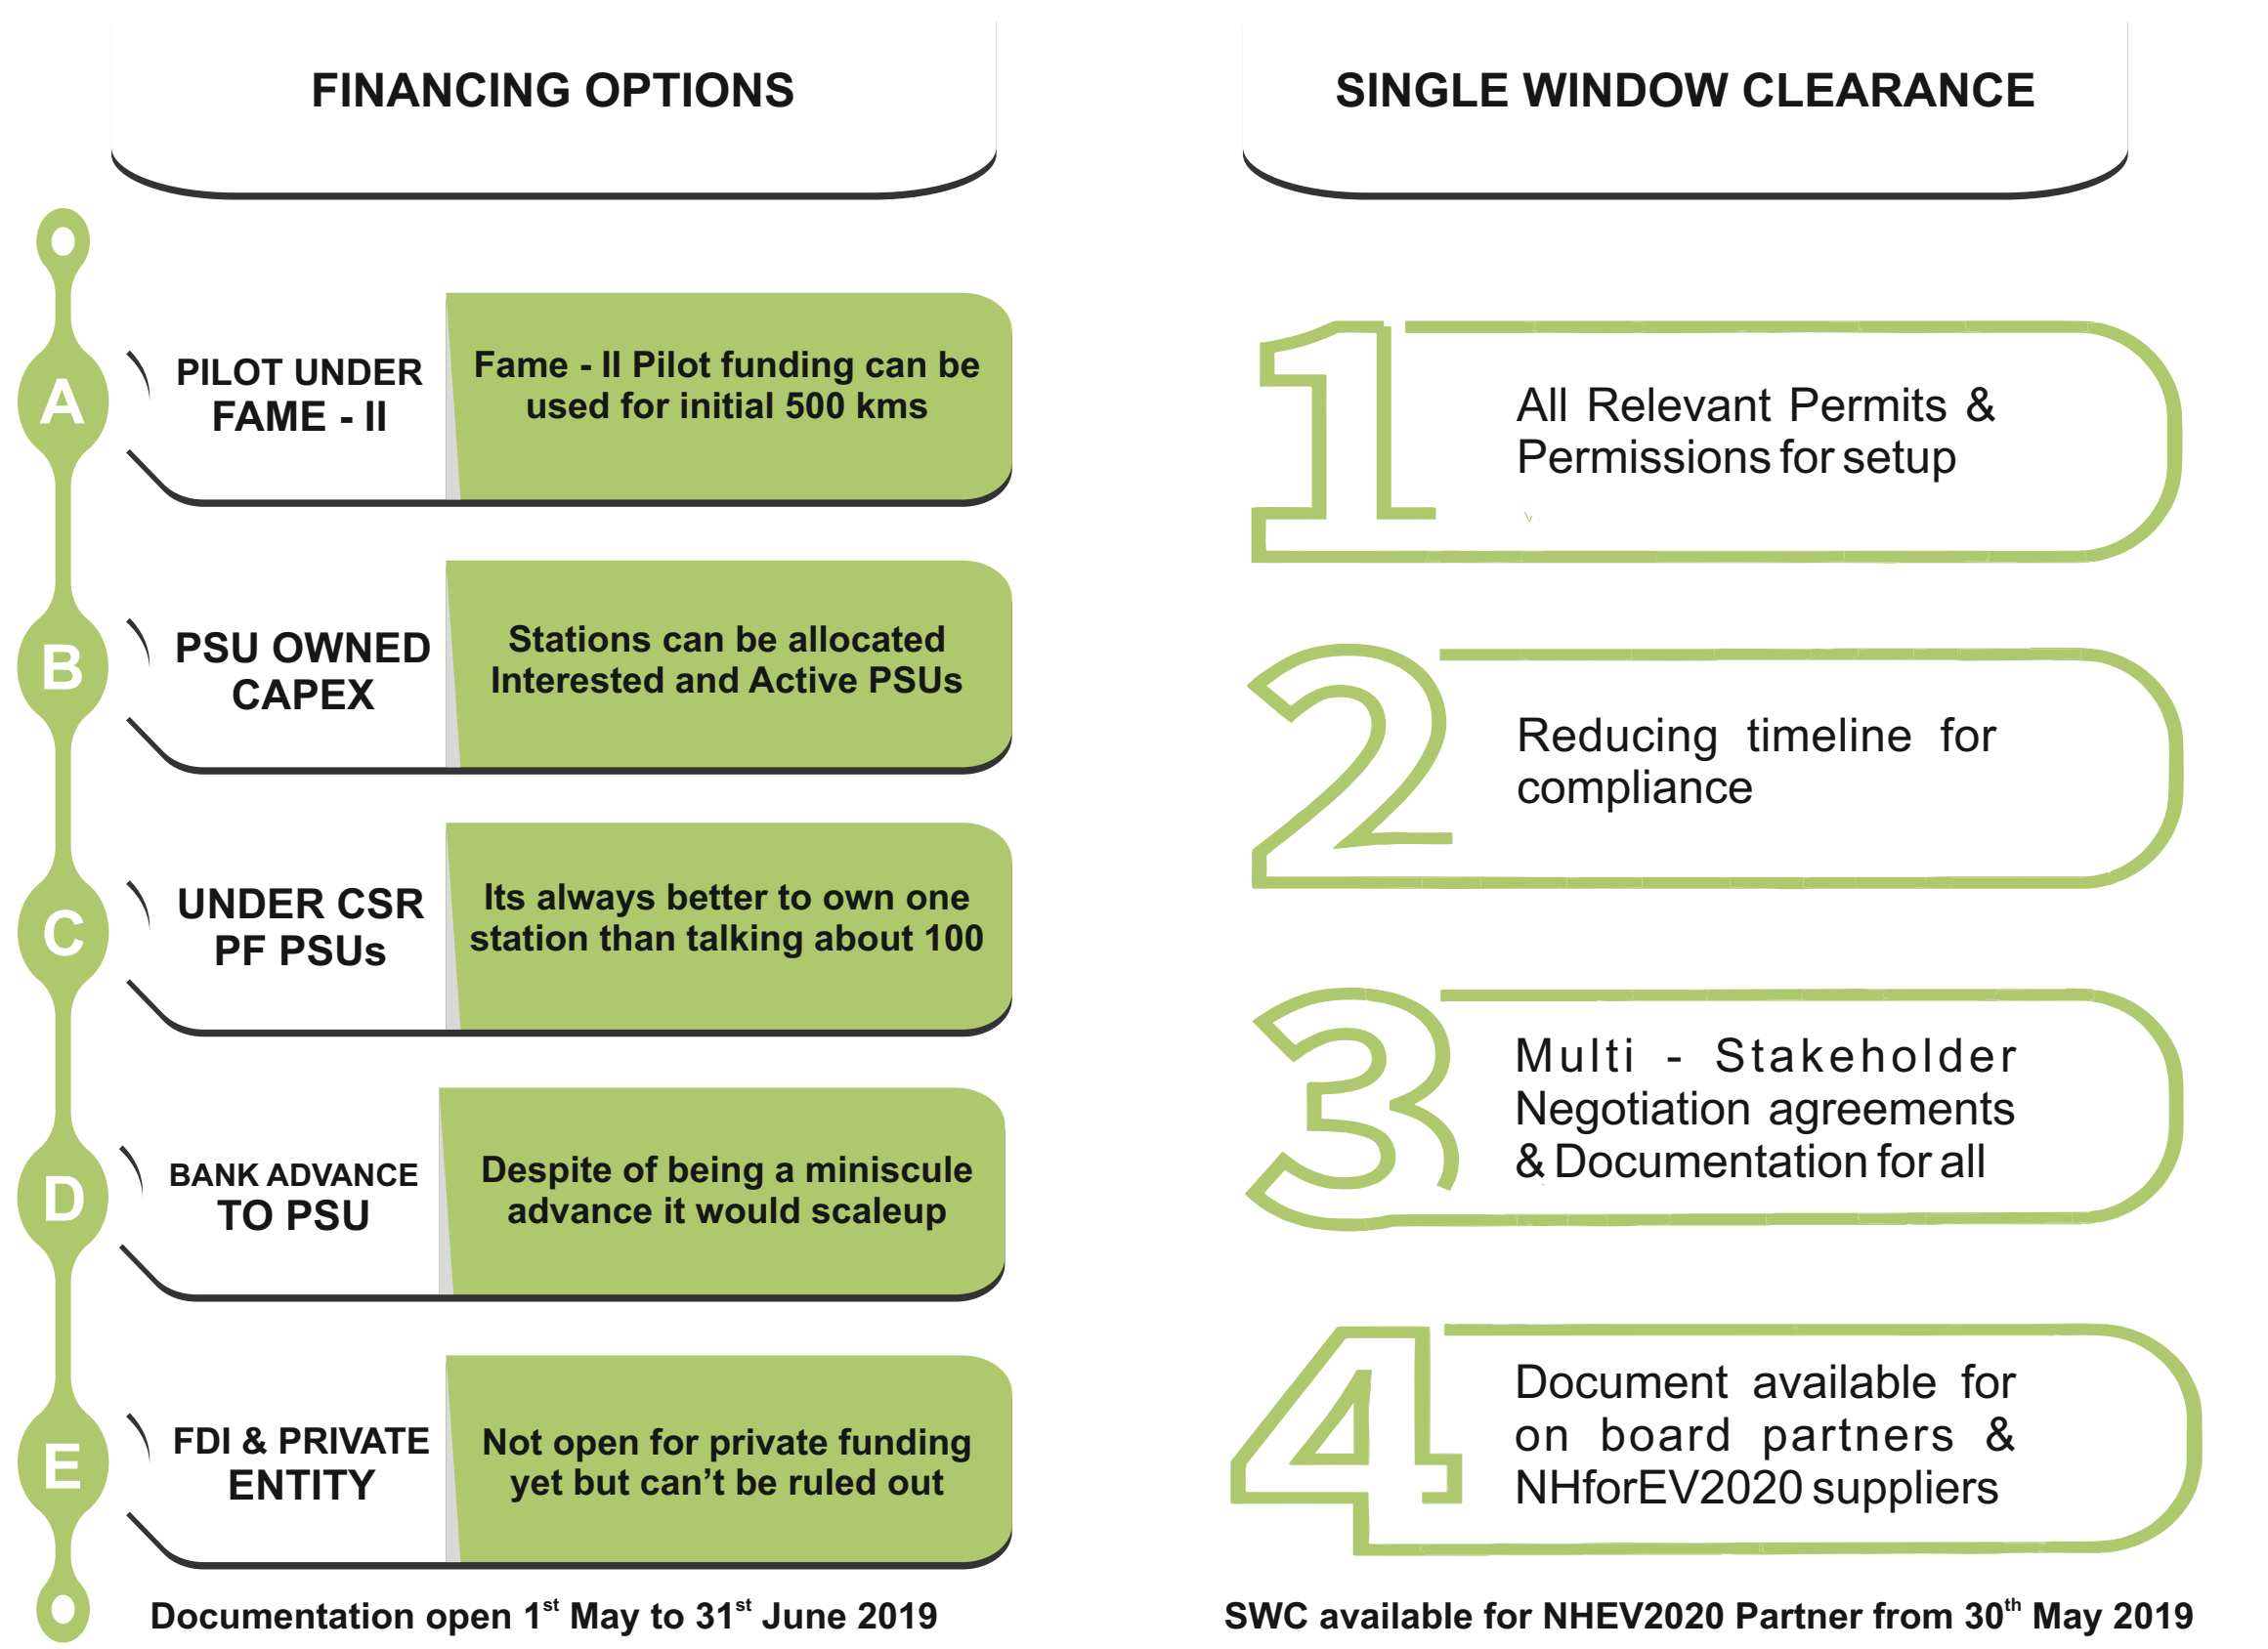 FINANCING OPTIONS
A
PILOT UNDER
FAME - II
Fame - II Pilot funding can be
used for initial 500 kms
B
PSU OWNED
CAPEX
Stations can be allocated
Interested and Active PSUs
C
UNDER CSR
PF PSUs
Its always better to own one
station than talking about 100
D
BANK ADVANCE
TO PSU
Despite of being a miniscule
advance it would scaleup
E
FDI & PRIVATE
ENTITY
Not open for private funding
yet but can't be ruled out
Documentation open 1st May to 31st June 2019
SINGLE WINDOW CLEARANCE
1
All Relevant Permits &
Permissions for setup
2
Reducing timeline for
compliance
3
Multi - Stakeholder
Negotiation agreements
& Documentation for all
4
Document available for
on board partners &
NHforEV2020 suppliers
SWC available for NHEV2020 Partner from 30th May 2019